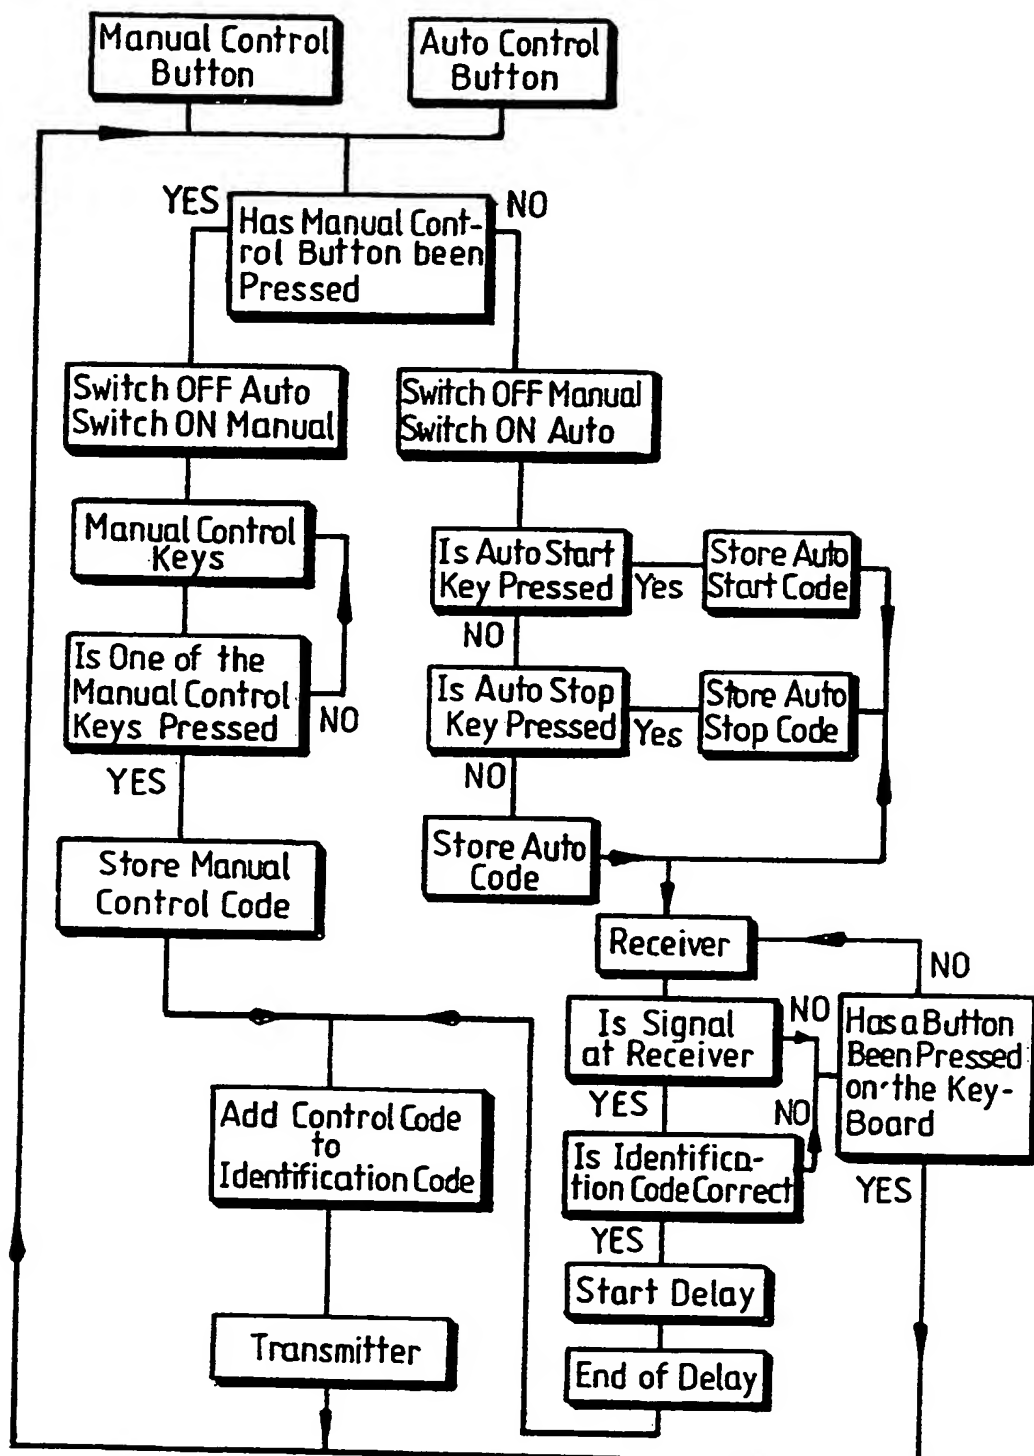 Manual Control
Button
Auto Control
Button
YES
NO
Has Manual Cont-
rol Button been
Pressed
Switch OFF Auto
Switch ON Manual
Switch OFF Manual
Switch ON Auto
Manual Control
Keys
Is Auto Start
Key Pressed
Yes
Store Auto
Start Code
NO
Is One of the
Manual Control
Keys Pressed
NO
YES
Is Auto Stop
Key Pressed
Yes
Store Auto
Stop Code
NO
Store Auto
Code
Store Manual
Control Code
Receiver
NO
Is Signal
at Receiver
NO
YES
Has a Button
Been Pressed
on the Key-
Board
NO
YES
Add Control Code
to
Identification Code
Is Identifica-
tion Code Correct
YES
Start Delay
End of Delay
Transmitter